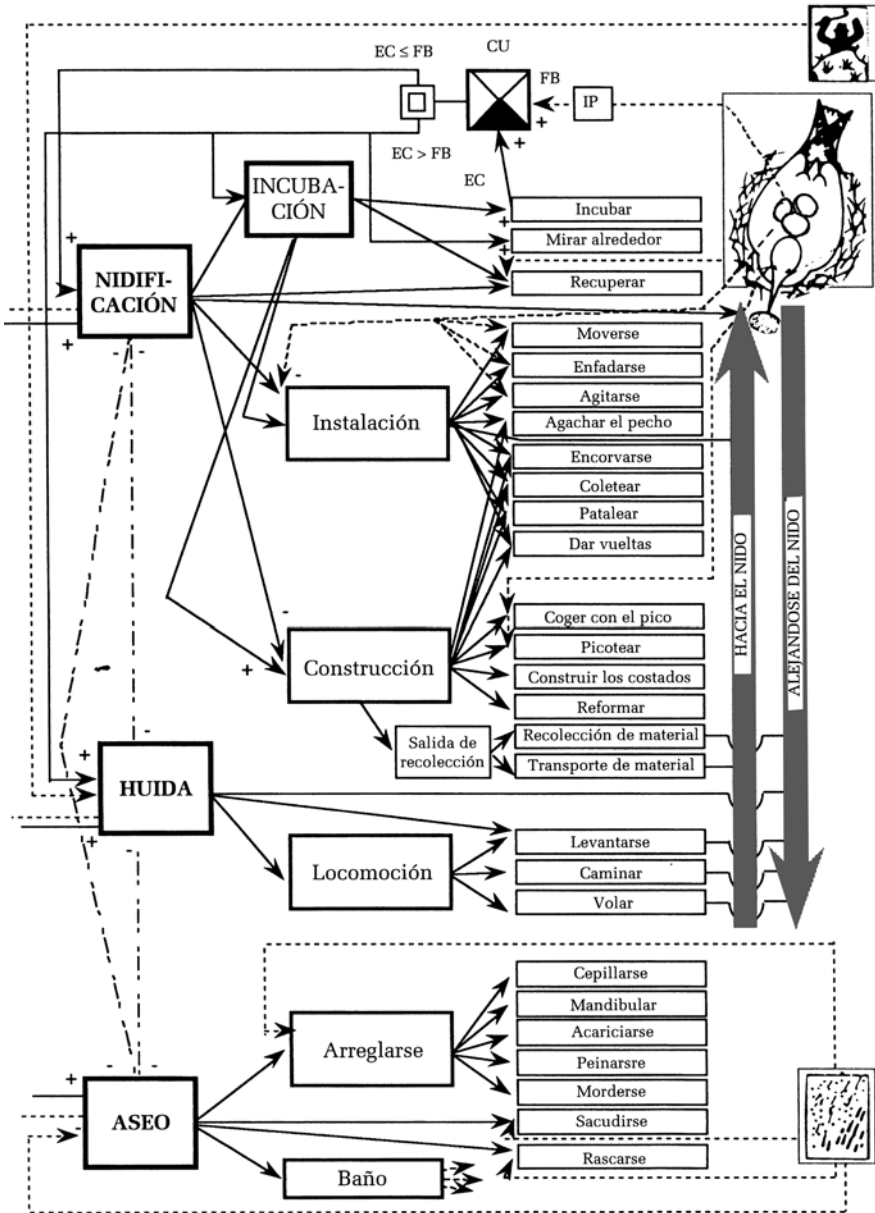 EC ≤ FB
CU
FB
IP
EC > FB
EC
INCUBA-
CIÓN
Incubar
Mirar alrededor
Recuperar
NIDIFI-
CACIÓN
Moverse
Enfadarse
Agitarse
Agachar el pecho
Encorvarse
Coletear
Patalear
Dar vueltas
Instalación
HACIA EL NIDO
ALEJANDOSE DEL NIDO
Coger con el pico
Picotear
Construir los costados
Reformar
Construcción
Salida de
recolección
Recolección de material
Transporte de material
HUIDA
Locomoción
Levantarse
Caminar
Volar
Cepillarse
Mandibular
Acariciarse
Peinarsre
Morderse
Sacudirse
Rascarse
Arreglarse
ASEO
Baño